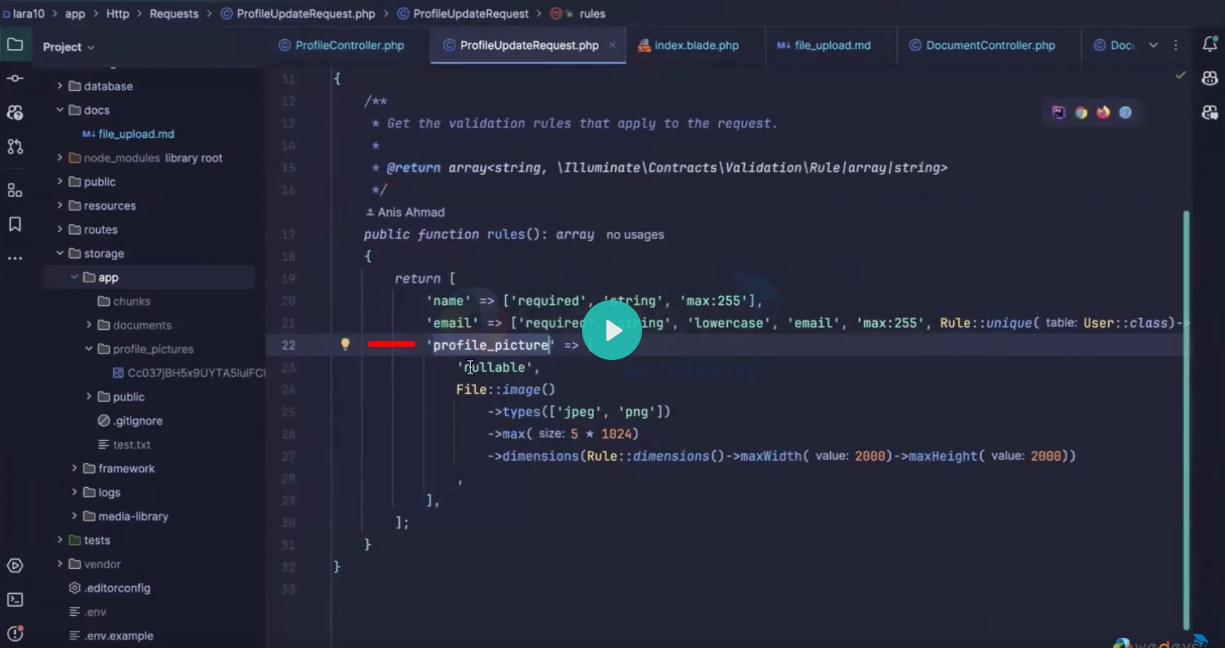 lara10 > app > Http > Requests > ProfileUpdateRequest.php > ProfileUpdateRequest > rules
Project
ProfileController.php
ProfileUpdateRequest.php ×
index.blade.php
M↓ file_upload.md
DocumentController.php
database
docs
M↓ file_upload.md
node_modules library root
public
resources
routes
storage
app
chunks
documents
profile_pictures
public
.gitignore
test.txt
framework
logs
media-library
tests
vendor
.editorconfig
.env
.env.example
11 {
12 /**
13 * Get the validation rules that apply to the request.
14 *
15 * @return array<string, \Illuminate\Contracts\Validation\Rule|array|string>
16 */
Anis Ahmad
17 public function rules(): array no usages
18 {
19 return [
20 'name' => ['required', 'string', 'max:255'],
21 'email' => ['required', 'string', 'lowercase', 'email', 'max:255', Rule::unique( table: User::class)->
22 'profile_picture' => [
23 'nullable',
24 File::image()
25 ->types(['jpeg', 'png'])
26 ->max( size: 5 * 1024)
27 ->dimensions(Rule::dimensions()->maxWidth( value: 2000)->maxHeight( value: 2000))
28 ,
29 ],
30 ];
31 }
32 }
33
academy
wedevs